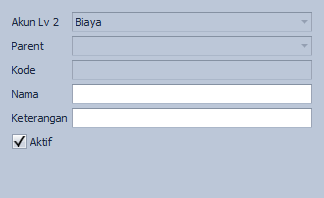 Akun Lv 2 Biaya
Parent
Kode
Nama
Keterangan
Aktif